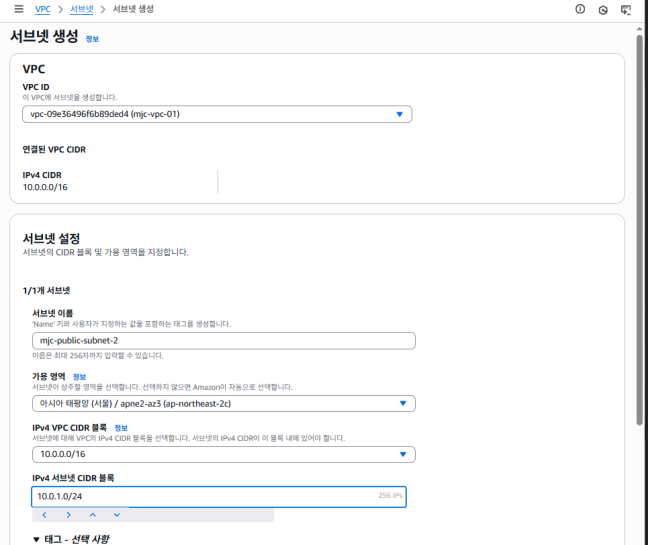 VPC > 서브넷 > 서브넷 생성
서브넷 생성 정보
VPC
VPC ID
이 VPC에 서브넷을 생성합니다.
vpc-09e36496f6b89ded4 (mjc-vpc-01)
연결된 VPC CIDR
IPv4 CIDR
10.0.0.0/16
서브넷 설정
서브넷의 CIDR 블록 및 가용 영역을 지정합니다.
1/1개 서브넷
서브넷 이름
'Name' 키와 사용자가 지정하는 값을 포함하는 태그를 생성합니다.
mjc-public-subnet-2
이름은 최대 256자까지 입력할 수 있습니다.
가용 영역 정보
서브넷이 상주할 영역을 선택합니다. 선택하지 않으면 Amazon이 자동으로 선택합니다.
아시아 태평양 (서울) / apne2-az3 (ap-northeast-2c)
IPv4 VPC CIDR 블록 정보
서브넷에 대해 VPC의 IPv4 CIDR 블록을 선택합니다. 서브넷의 IPv4 CIDR이 이 블록 내에 있어야 합니다.
10.0.0.0/16
IPv4 서브넷 CIDR 블록
10.0.1.0/24 256 IPs
태그 - 선택 사항